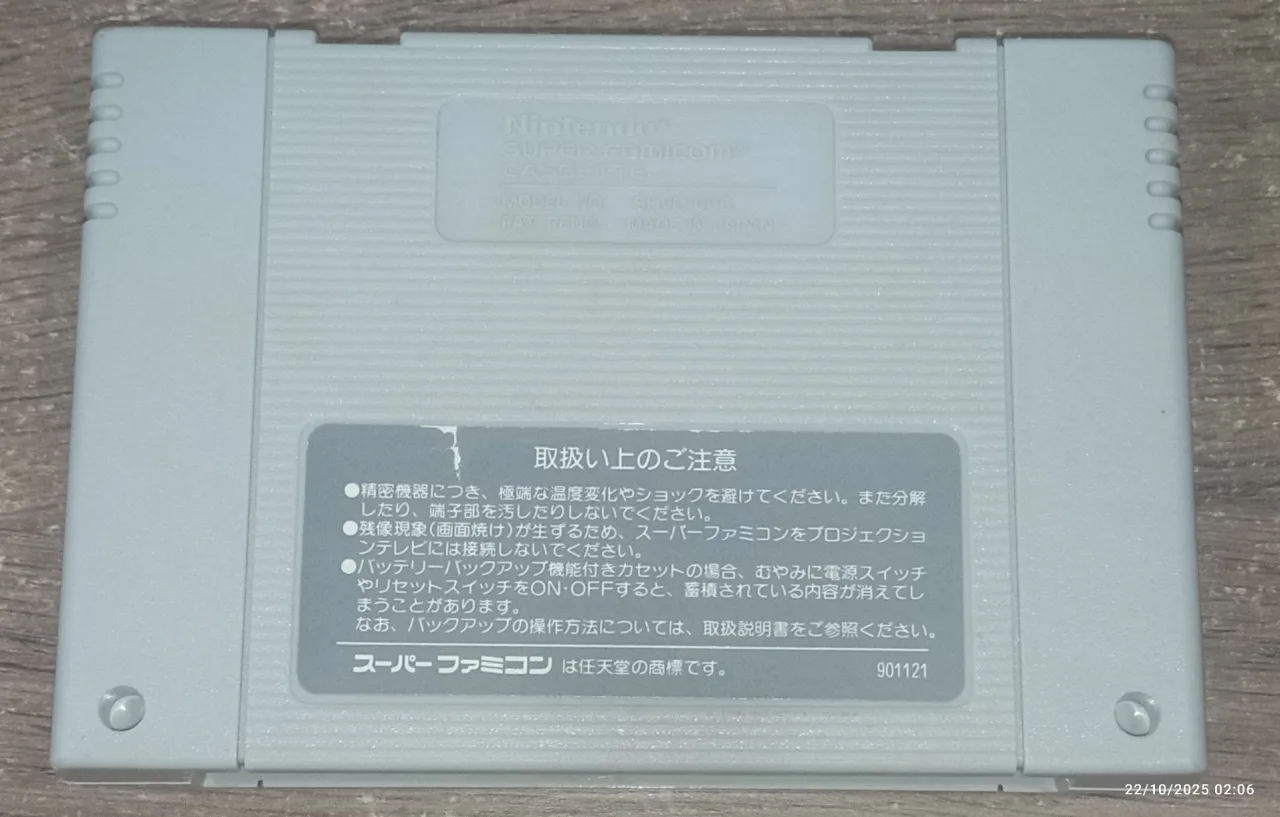 Nintendo®
SUPER FAMICOM
CASSETTE
MODEL NO. SHVC-006
PAT. PEND. MADE IN JAPAN
取扱い上のご注意
●精密機器につき、極端な温度変化やショックを避けてください。また分解
したり、端子部を汚したりしないでください。
●残像現象(画面焼け)が生ずるため、スーパーファミコンをプロジェクショ
ンテレビには接続しないでください。
●バッテリーバックアップ機能付きカセットの場合、むやみに電源スイッチ
やリセットスイッチをON·OFFすると、蓄積されている内容が消えてし
まうことがあります。
なお、バックアップの操作方法については、取扱説明書をご参照ください。
スーパーファミコン は任天堂の商標です。
901121
22/10/2025 02:06